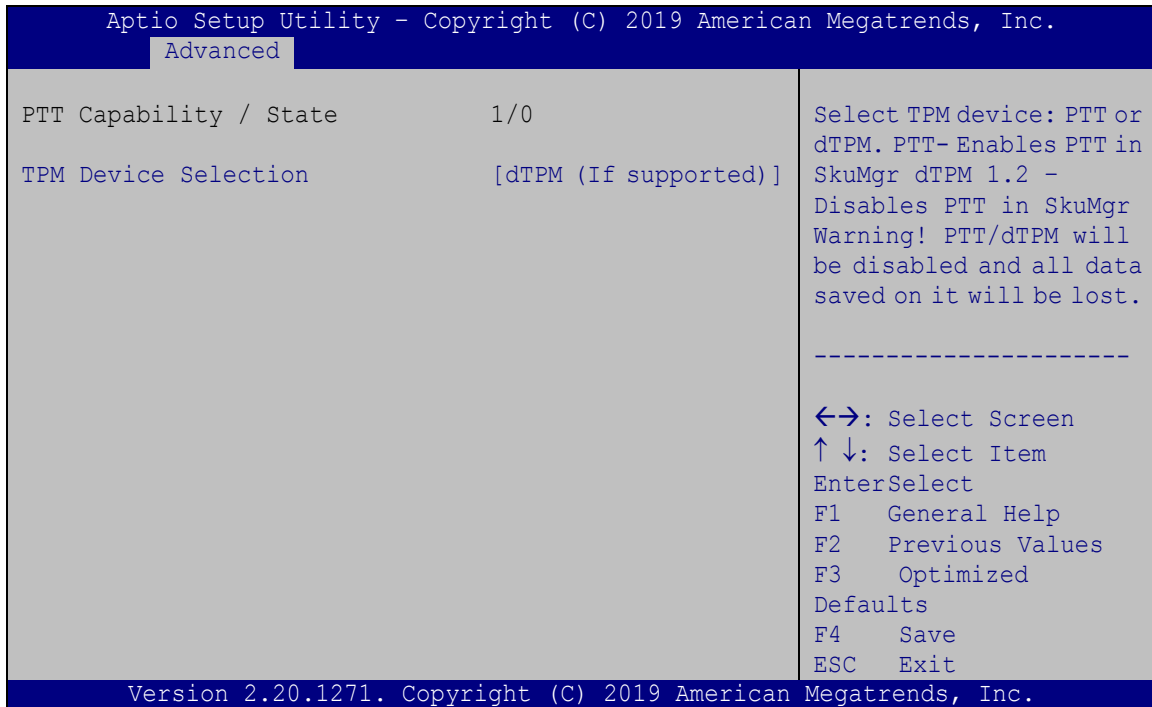 Aptio Setup Utility – Copyright (C) 2019 American Megatrends, Inc.
Advanced
PTT Capability / State 1/0
TPM Device Selection [dTPM (If supported)]
Select TPM device: PTT or
dTPM. PTT- Enables PTT in
SkuMgr dTPM 1.2 –
Disables PTT in SkuMgr
Warning! PTT/dTPM will
be disabled and all data
saved on it will be lost.
----------------------
←→: Select Screen
↑ ↓: Select Item
EnterSelect
F1 General Help
F2 Previous Values
F3 Optimized
Defaults
F4 Save
ESC Exit
Version 2.20.1271. Copyright (C) 2019 American Megatrends, Inc.